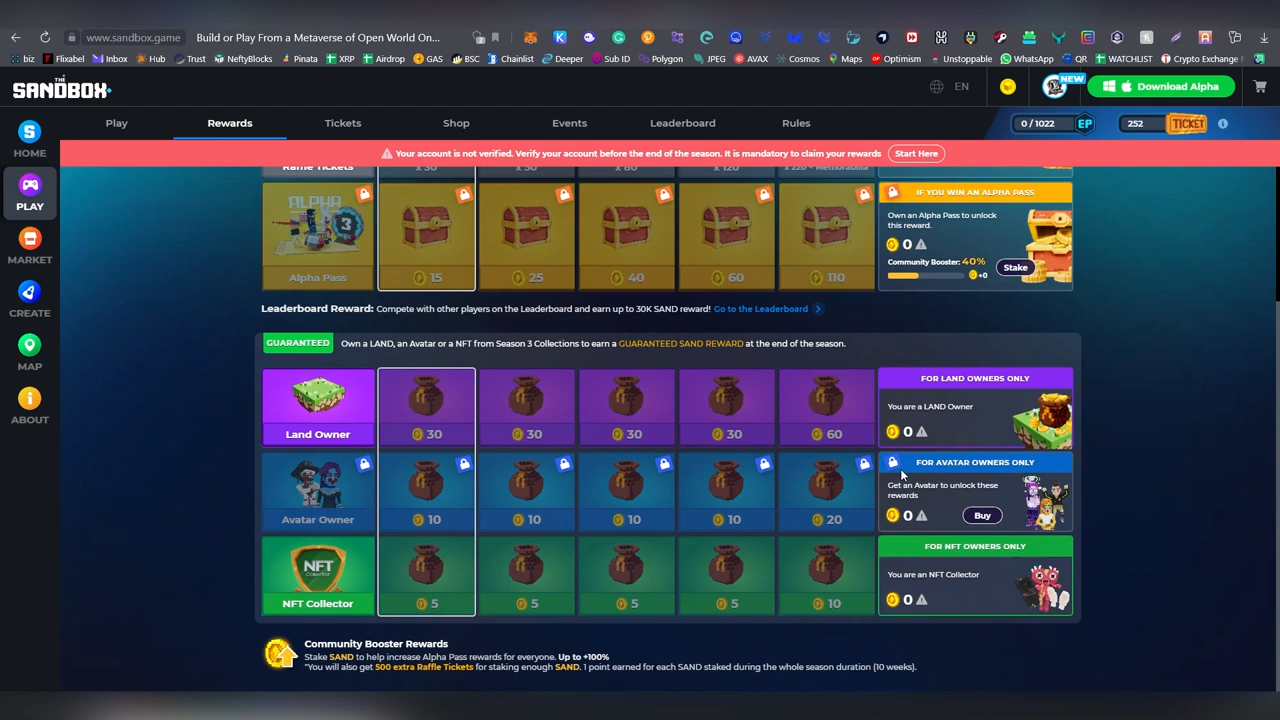 www.sandbox.game Build or Play From a Metaverse of Open World On...
biz Flixabel Inbox Hub Trust NeftyBlocks Pinata XRP Airdrop GAS BSC Chainlist Deeper Sub ID Polygon JPEG AVAX Cosmos Maps Optimism Unstoppable WhatsApp QR WATCHLIST Crypto Exchange
THE SANDBOX
EN
NEW
Download Alpha
Play Rewards Tickets Shop Events Leaderboard Rules
0 / 1022 EP 252 TICKET
Your account is not verified. Verify your account before the end of the season. It is mandatory to claim your rewards Start Here
HOME
PLAY
MARKET
CREATE
MAP
ABOUT
Raffle Tickets
ALPHA
3
Alpha Pass
15 25 40 60 110
IF YOU WIN AN ALPHA PASS
Own an Alpha Pass to unlock
this reward.
0
Community Booster: 40%
+0
Stake
Leaderboard Reward: Compete with other players on the Leaderboard and earn up to 30K SAND reward! Go to the Leaderboard
GUARANTEED Own a LAND, an Avatar or a NFT from Season 3 Collections to earn a GUARANTEED SAND REWARD at the end of the season.
Land Owner
30 30 30 30 60
FOR LAND OWNERS ONLY
You are a LAND Owner
0
Avatar Owner
10 10 10 10 20
FOR AVATAR OWNERS ONLY
Get an Avatar to unlock these
rewards
0 Buy
NFT
Collector
NFT Collector
5 5 5 5 10
FOR NFT OWNERS ONLY
You are an NFT Collector
0
Community Booster Rewards
Stake SAND to help increase Alpha Pass rewards for everyone. Up to +100%
*You will also get 500 extra Raffle Tickets for staking enough SAND. 1 point earned for each SAND staked during the whole season duration (10 weeks).